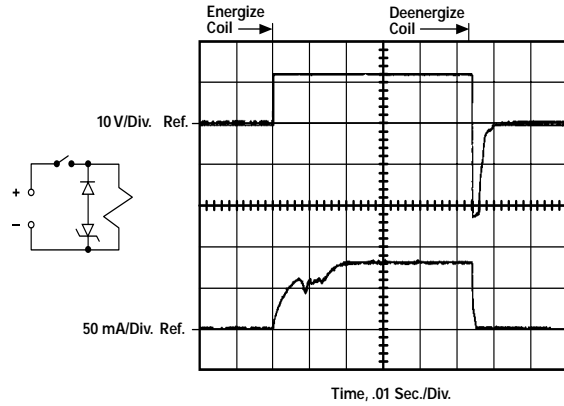 Energize
Coil
Deenergize
Coil
10 V/Div. Ref.
+
–
50 mA/Div. Ref.
Time, .01 Sec./Div.